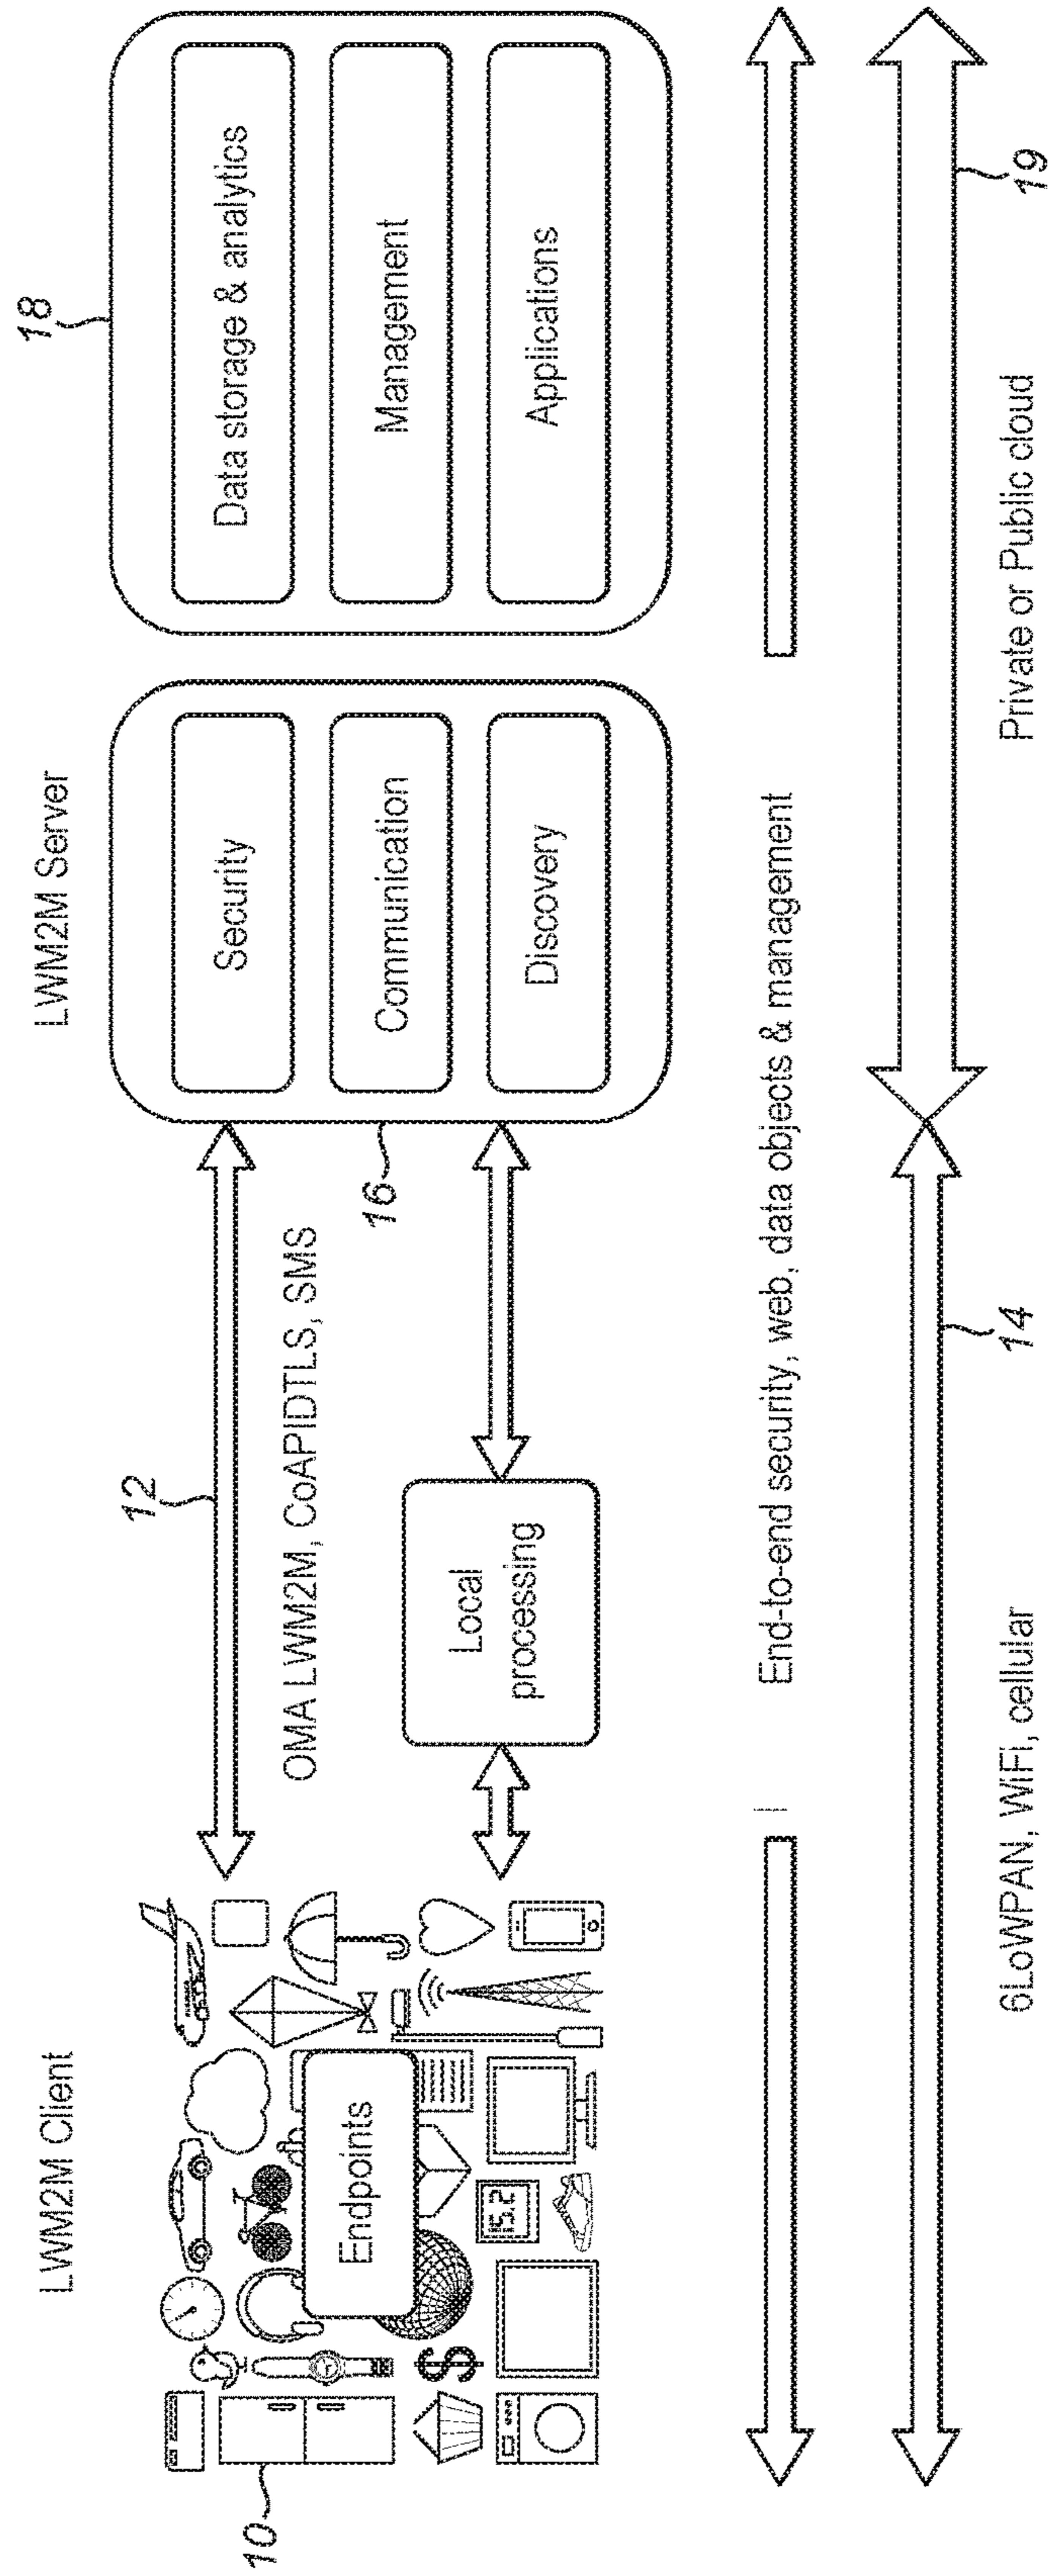 LWM2M Client
LWM2M Server
18
12
10
Endpoints
15.2
$
OMA LWM2M, CoAPIDTLS, SMS
16
Local
processing
Security
Communication
Discovery
Data storage & analytics
Management
Applications
End-to-end security, web, data objects & management
14
19
6LoWPAN, WiFi, cellular
Private or Public cloud